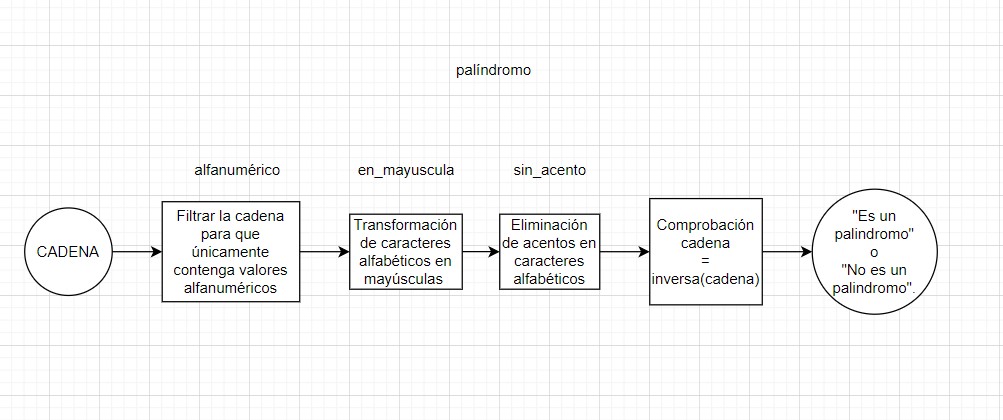 palíndromo
alfanumérico
en_mayuscula
sin_acento
CADENA
Filtrar la cadena
para que
únicamente
contenga valores
alfanuméricos
Transformación
de caracteres
alfabéticos en
mayúsculas
Eliminación
de acentos en
caracteres
alfabéticos
Comprobación
cadena
=
inversa(cadena)
"Es un
palindromo"
o
"No es un
palindromo".